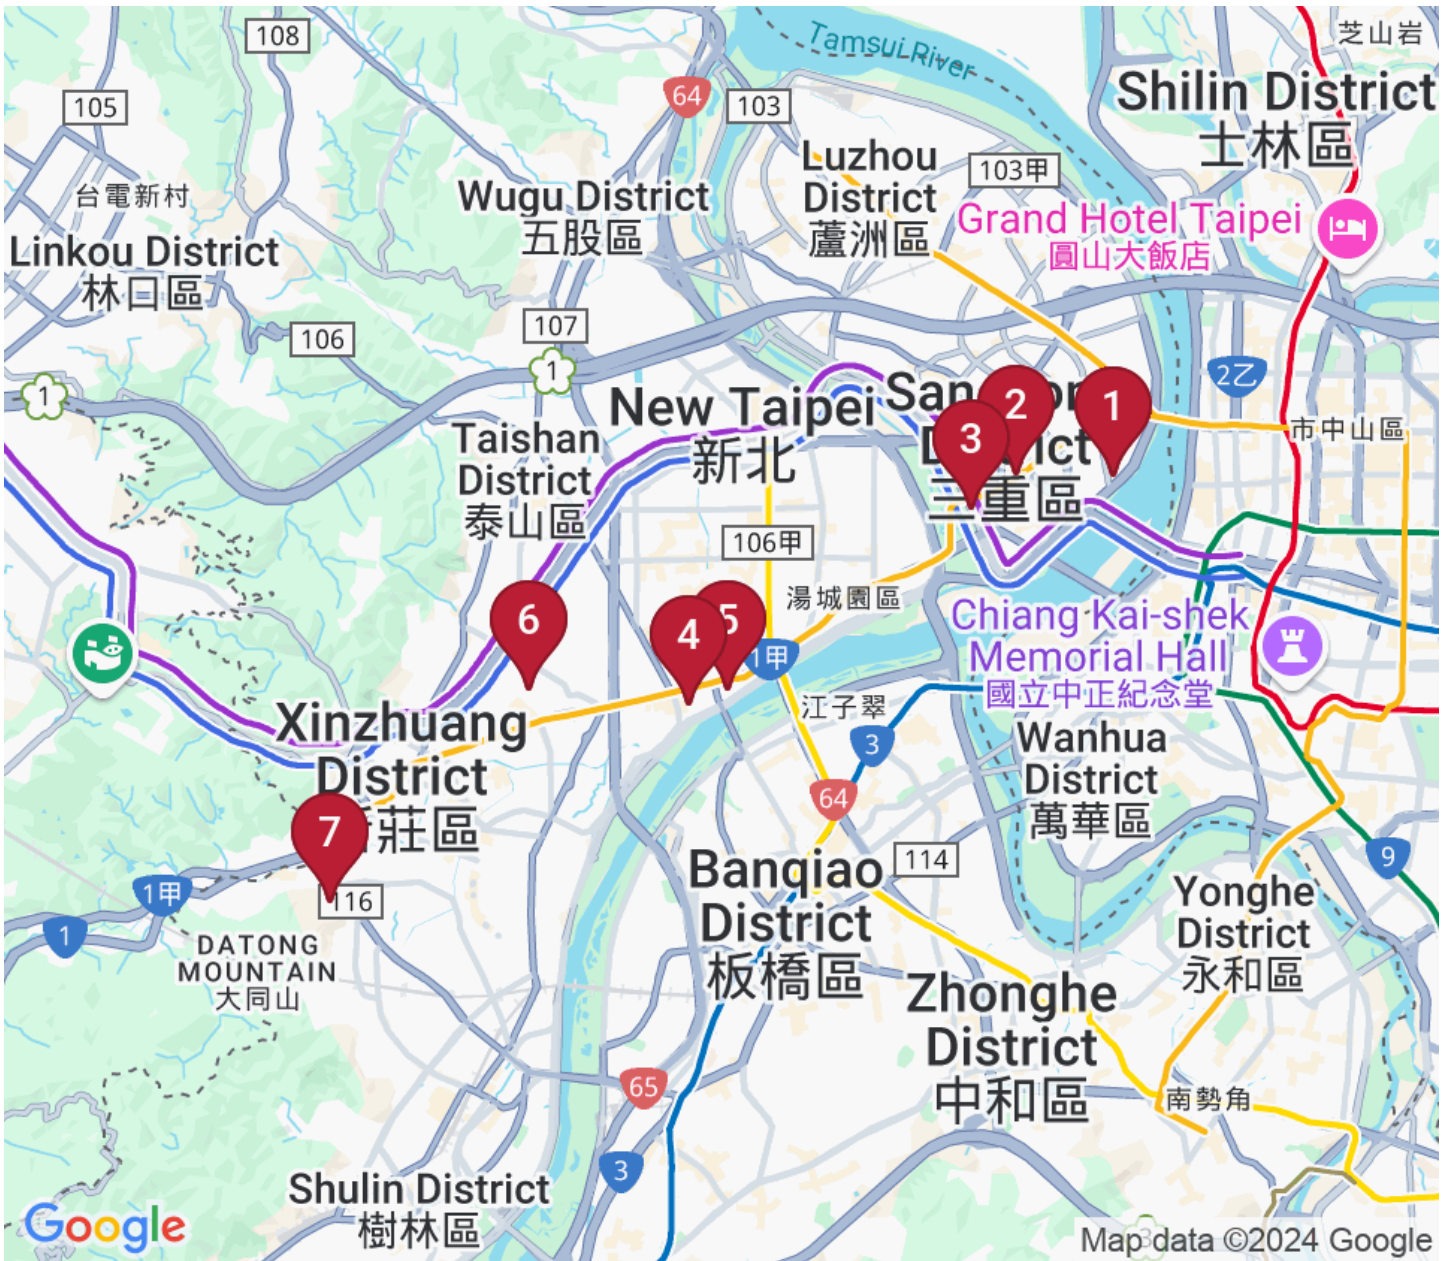 芝山岩
108
Tamsui River
Shilin District
士林區
64
105
103
Luzhou
District
蘆洲區
103甲
台電新村
Wugu District
五股區
Grand Hotel Taipei
圓山大飯店
Linkou District
林口區
107
106
1
1
2乙
New Taipei
新北
San
District
三重區
3
2
1
市中山區
Taishan
District
泰山區
106甲
湯城園區
6
4
5
1甲
Chiang Kai-shek
Memorial Hall
國立中正紀念堂
江子翠
3
Xinzhuang
District
莊區
Wanhua
District
萬華區
64
7
116
114
9
Banqiao
District
板橋區
1甲
1
Yonghe
District
永和區
DATONG
MOUNTAIN
大同山
Zhonghe
District
中和區
65
南勢角
3
Shulin District
樹林區
Google
3
Map data ©2024 Google